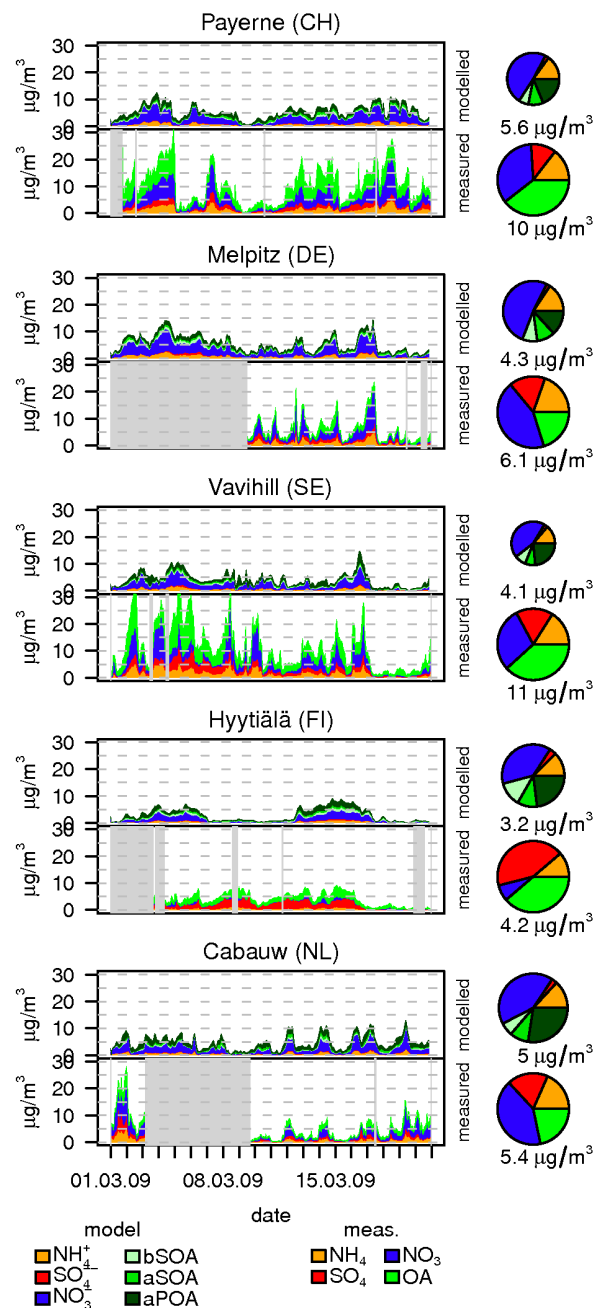 Payerne (CH)
30
20
10
0
µg/m³
modelled
5.6 µg/m³
30
20
10
0
µg/m³
measured
10 µg/m³
Melpitz (DE)
30
20
10
0
µg/m³
modelled
4.3 µg/m³
30
20
10
0
µg/m³
measured
6.1 µg/m³
Vavihill (SE)
30
20
10
0
µg/m³
modelled
4.1 µg/m³
30
20
10
0
µg/m³
measured
11 µg/m³
Hyytiälä (FI)
30
20
10
0
µg/m³
modelled
3.2 µg/m³
30
20
10
0
µg/m³
measured
4.2 µg/m³
Cabauw (NL)
30
20
10
0
µg/m³
modelled
5 µg/m³
30
20
10
0
µg/m³
measured
5.4 µg/m³
01.03.09 08.03.09 15.03.09
date
model meas.
NH₄⁺ bSOA NH₄ NO₃
SO₄²⁻ aSOA SO₄ OA
NO₃⁻ aPOA